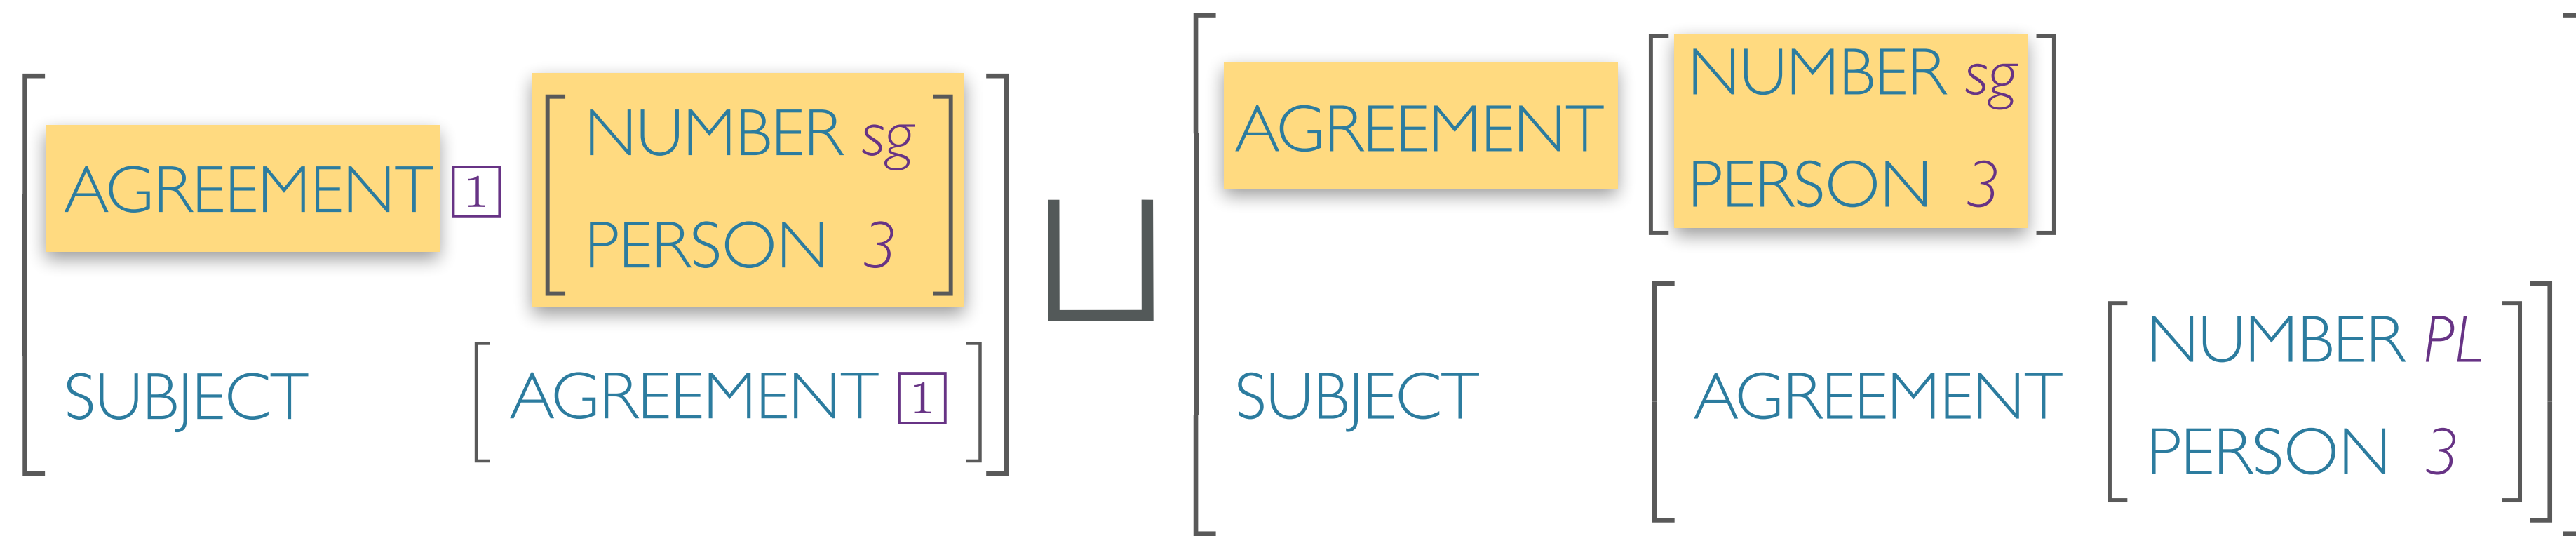 AGREEMENT 1 NUMBER sg
PERSON 3
SUBJECT AGREEMENT 1
⊔
AGREEMENT NUMBER sg
PERSON 3
SUBJECT AGREEMENT NUMBER PL
PERSON 3